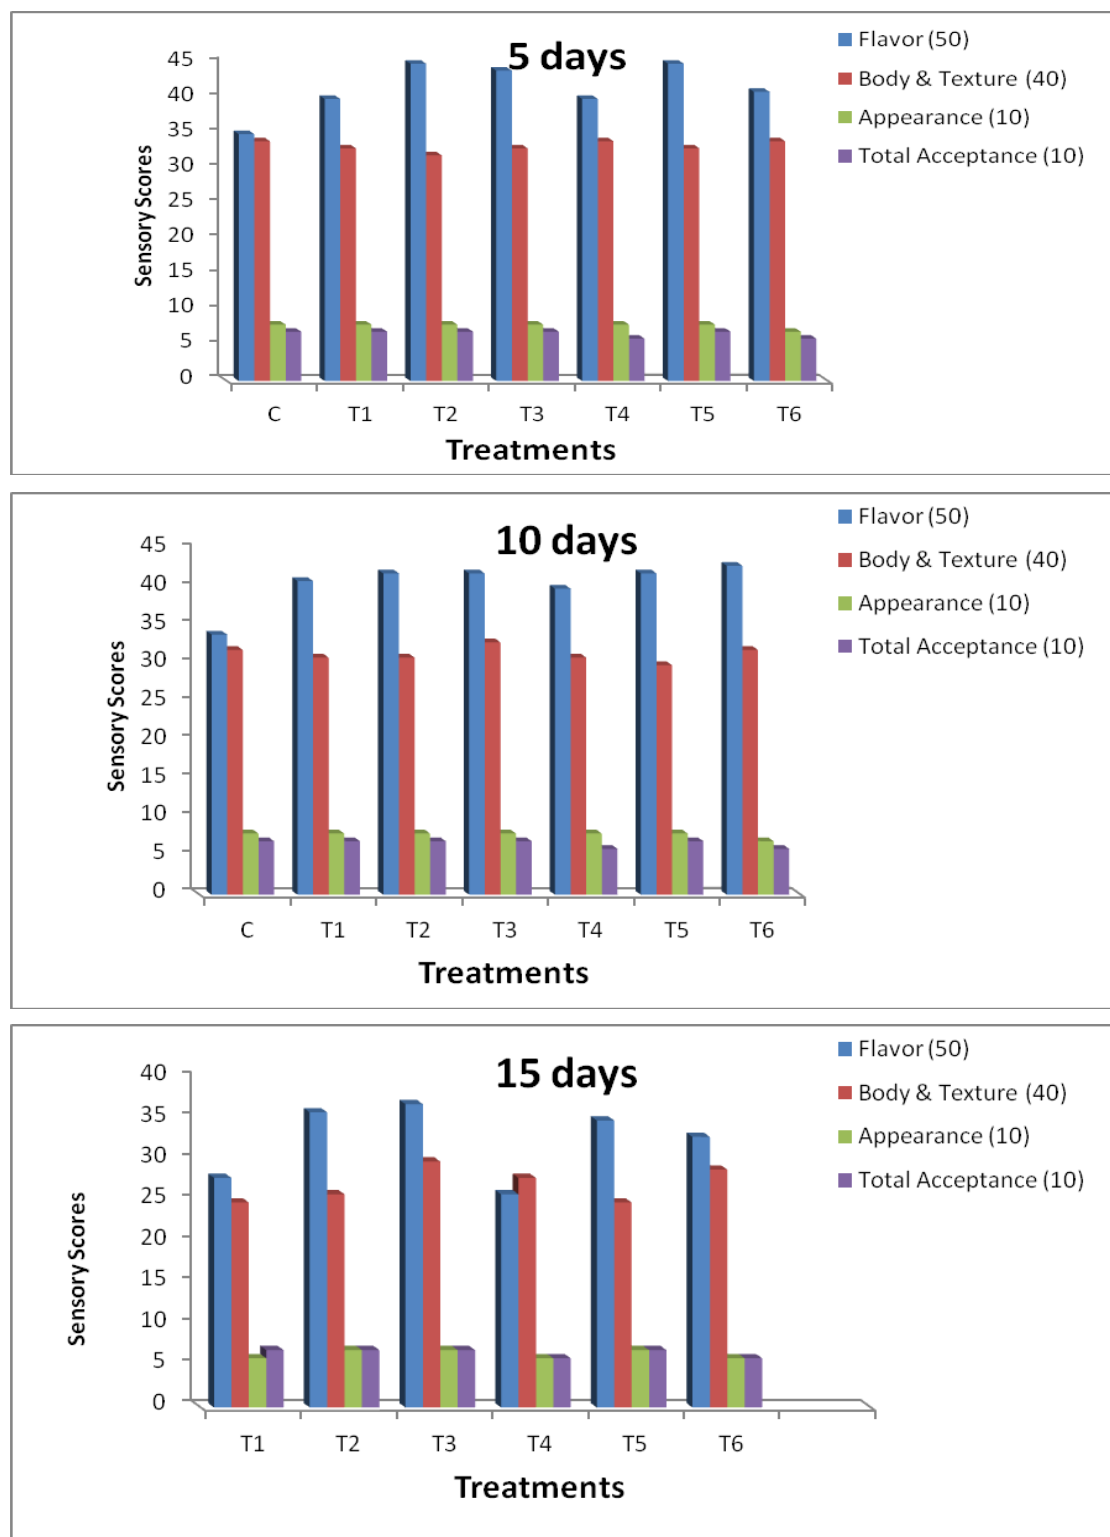 5 days
Flavor (50)
Body & Texture (40)
Appearance (10)
Total Acceptance (10)
Sensory Scores
45
40
35
30
25
20
15
10
5
0
C T1 T2 T3 T4 T5 T6
Treatments
10 days
Flavor (50)
Body & Texture (40)
Appearance (10)
Total Acceptance (10)
Sensory Scores
45
40
35
30
25
20
15
10
5
0
C T1 T2 T3 T4 T5 T6
Treatments
15 days
Flavor (50)
Body & Texture (40)
Appearance (10)
Total Acceptance (10)
Sensory Scores
40
35
30
25
20
15
10
5
0
T1 T2 T3 T4 T5 T6
Treatments